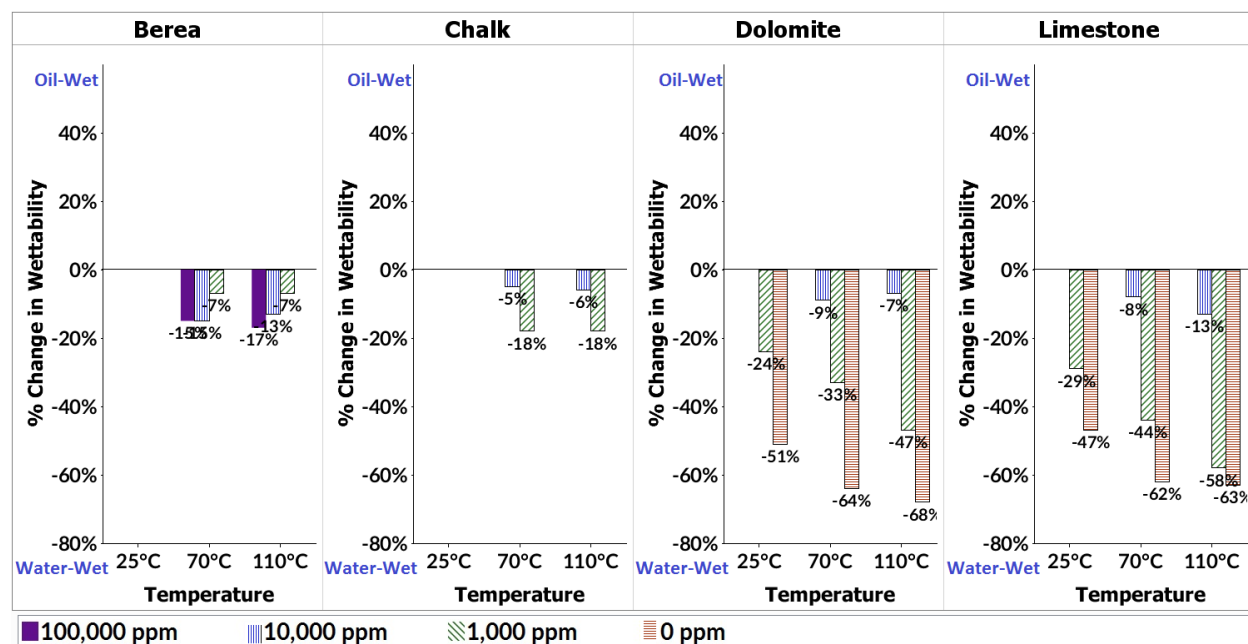 Berea
Chalk
Dolomite
Limestone
Oil-Wet
40%
20%
0%
-20%
-40%
-60%
-80%
Water-Wet
% Change in Wettability
-15%
-15%
-7%
-17%
-13%
-7%
25°C
70°C
110°C
Temperature
Oil-Wet
40%
20%
0%
-20%
-40%
-60%
-80%
Water-Wet
% Change in Wettability
-5%
-18%
-6%
-18%
25°C
70°C
110°C
Temperature
Oil-Wet
40%
20%
0%
-20%
-40%
-60%
-80%
Water-Wet
% Change in Wettability
-24%
-51%
-9%
-33%
-64%
-7%
-47%
-68%
25°C
70°C
110°C
Temperature
Oil-Wet
40%
20%
0%
-20%
-40%
-60%
-80%
Water-Wet
% Change in Wettability
-29%
-47%
-8%
-44%
-62%
-13%
-58%
-63%
25°C
70°C
110°C
Temperature
100,000 ppm
10,000 ppm
1,000 ppm
0 ppm